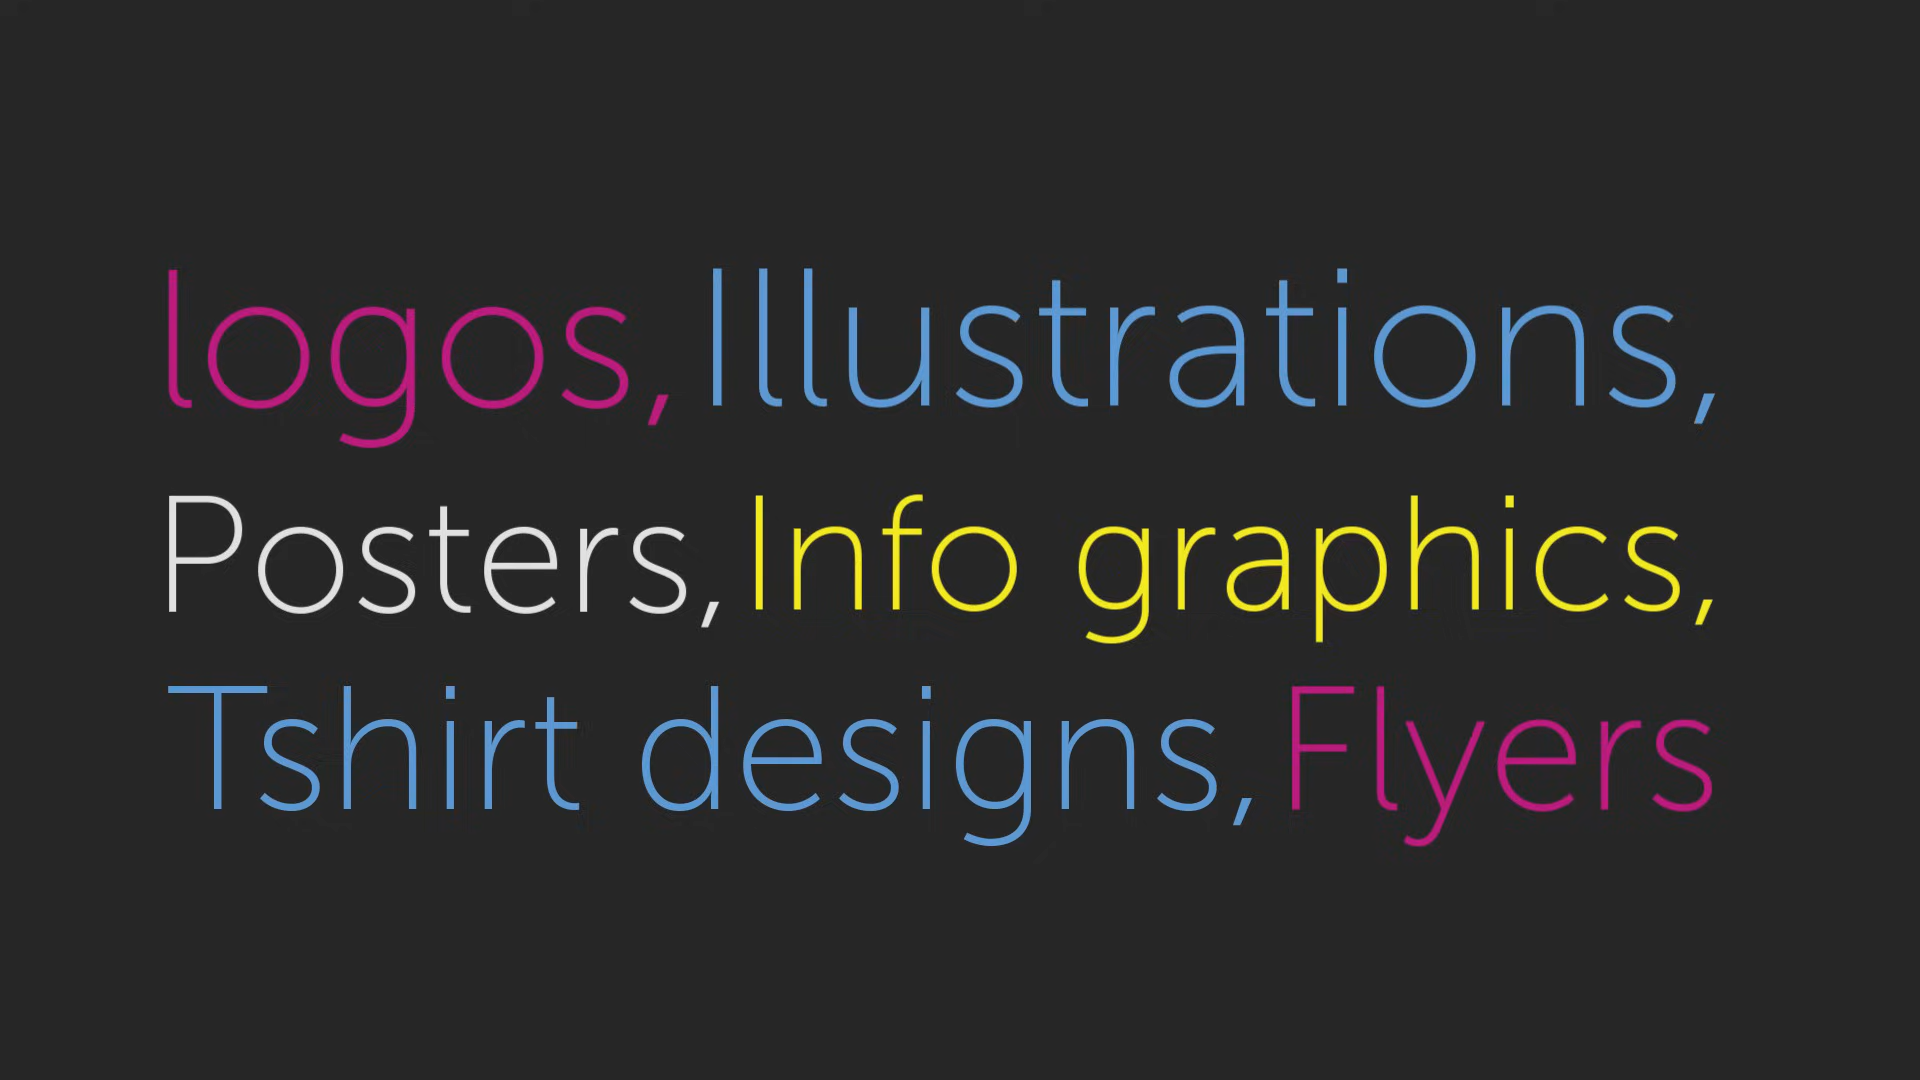 logos, Illustrations,
Posters, Info graphics,
Tshirt designs, Flyers